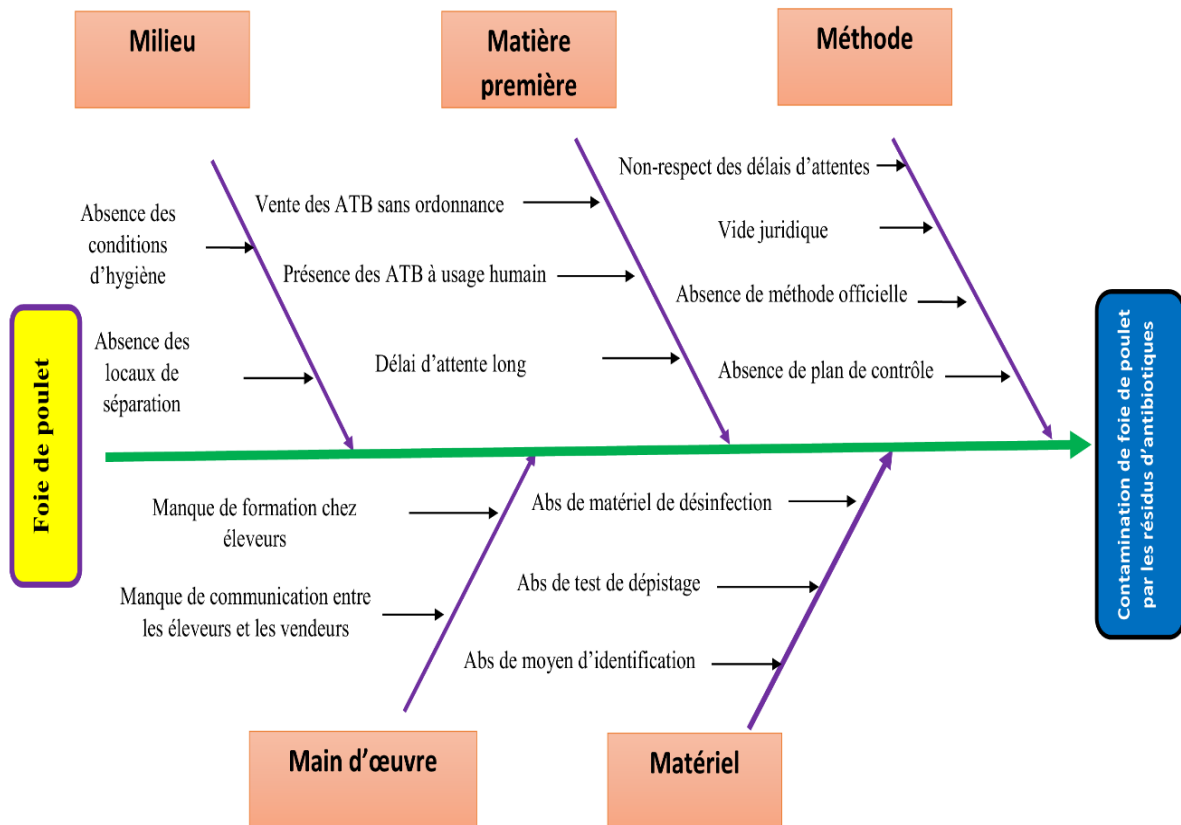 Milieu
Matière
première
Méthode
Absence des
conditions
d'hygiène
Absence des
locaux de
séparation
Vente des ATB sans ordonnance
Présence des ATB à usage humain
Délai d'attente long
Non-respect des délais d'attentes
Vide juridique
Absence de méthode officielle
Absence de plan de contrôle
Foie de poulet
Contamination de foie de poulet
par les résidus d'antibiotiques
Manque de formation chez
éleveurs
Manque de communication entre
les éleveurs et les vendeurs
Abs de matériel de désinfection
Abs de test de dépistage
Abs de moyen d'identification
Main d'œuvre
Matériel